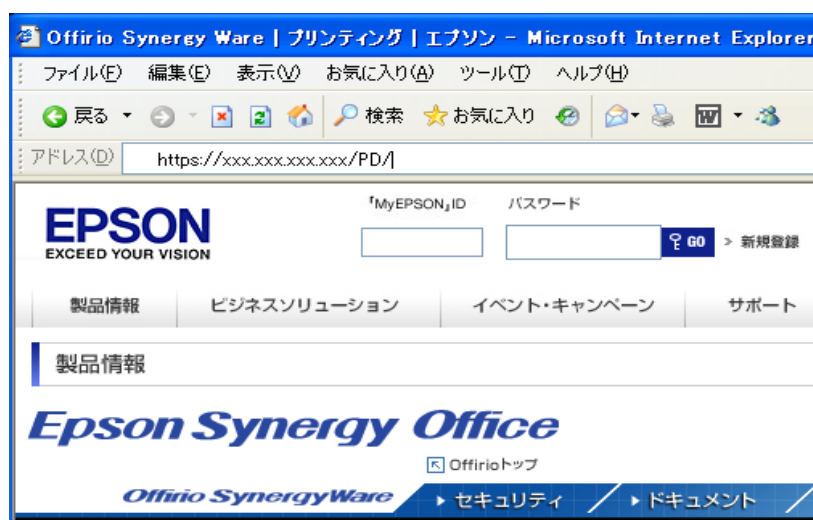 Offirio Synergy Ware | プリンティング | エプソン - Microsoft Internet Explorer
ファイル(F) 編集(E) 表示(V) お気に入り(A) ツール(T) ヘルプ(H)
戻る 検索 お気に入り
アドレス(D) https://xxx.xxx.xxx.xxx/PD/
「MyEPSON」ID パスワード
EPSON
EXCEED YOUR VISION
GO » 新規登録
製品情報 ビジネスソリューション イベント・キャンペーン サポート
製品情報
Epson Synergy Office
Offirioトップ
Offirio SynergyWare セキュリティ ドキュメント